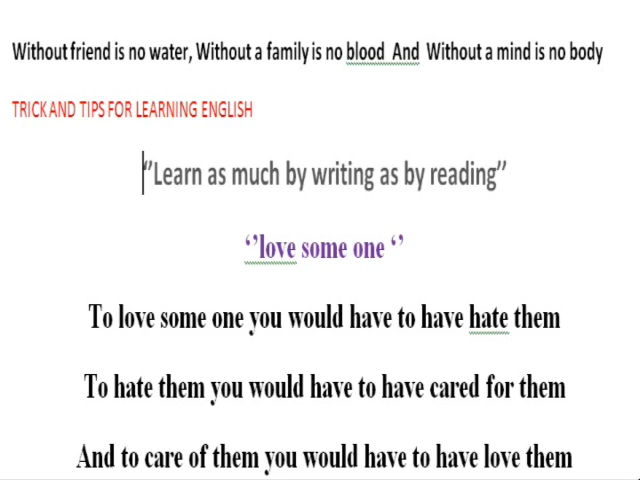 Without friend is no water, Without a family is no blood And Without a mind is no body
TRICK AND TIPS FOR LEARNING ENGLISH
‘’Learn as much by writing as by reading’’
‘’love some one ‘’
To love some one you would have to have hate them
To hate them you would have to have cared for them
And to care of them you would have to have love them